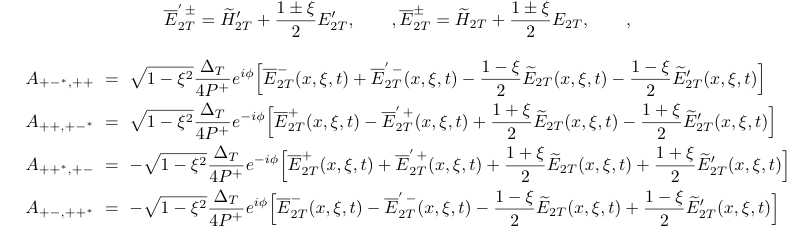 $\overline{E}_{2T}^{'\pm} = \widetilde{H}_{2T}' + \frac{1 \pm \xi}{2} E_{2T}', \qquad , \overline{E}_{2T}^{\pm} = \widetilde{H}_{2T} + \frac{1 \pm \xi}{2} E_{2T}, \qquad ,$
$A_{+-^*,++} = \sqrt{1-\xi^2} \frac{\Delta_T}{4P^+} e^{i\phi} \Big[ \overline{E}_{2T}^{-}(x,\xi,t) + \overline{E}_{2T}^{'-}(x,\xi,t) - \frac{1-\xi}{2} \widetilde{E}_{2T}(x,\xi,t) - \frac{1-\xi}{2} \widetilde{E}_{2T}'(x,\xi,t) \Big]$
$A_{++,+-^*} = \sqrt{1-\xi^2} \frac{\Delta_T}{4P^+} e^{-i\phi} \Big[ \overline{E}_{2T}^{+}(x,\xi,t) - \overline{E}_{2T}^{'+}(x,\xi,t) + \frac{1+\xi}{2} \widetilde{E}_{2T}(x,\xi,t) - \frac{1+\xi}{2} \widetilde{E}_{2T}'(x,\xi,t) \Big]$
$A_{++^*,+-} = -\sqrt{1-\xi^2} \frac{\Delta_T}{4P^+} e^{-i\phi} \Big[ \overline{E}_{2T}^{+}(x,\xi,t) + \overline{E}_{2T}^{'+}(x,\xi,t) + \frac{1+\xi}{2} \widetilde{E}_{2T}(x,\xi,t) + \frac{1+\xi}{2} \widetilde{E}_{2T}'(x,\xi,t) \Big]$
$A_{+-,++^*} = -\sqrt{1-\xi^2} \frac{\Delta_T}{4P^+} e^{i\phi} \Big[ \overline{E}_{2T}^{-}(x,\xi,t) - \overline{E}_{2T}^{'-}(x,\xi,t) - \frac{1-\xi}{2} \widetilde{E}_{2T}(x,\xi,t) + \frac{1-\xi}{2} \widetilde{E}_{2T}'(x,\xi,t) \Big]$